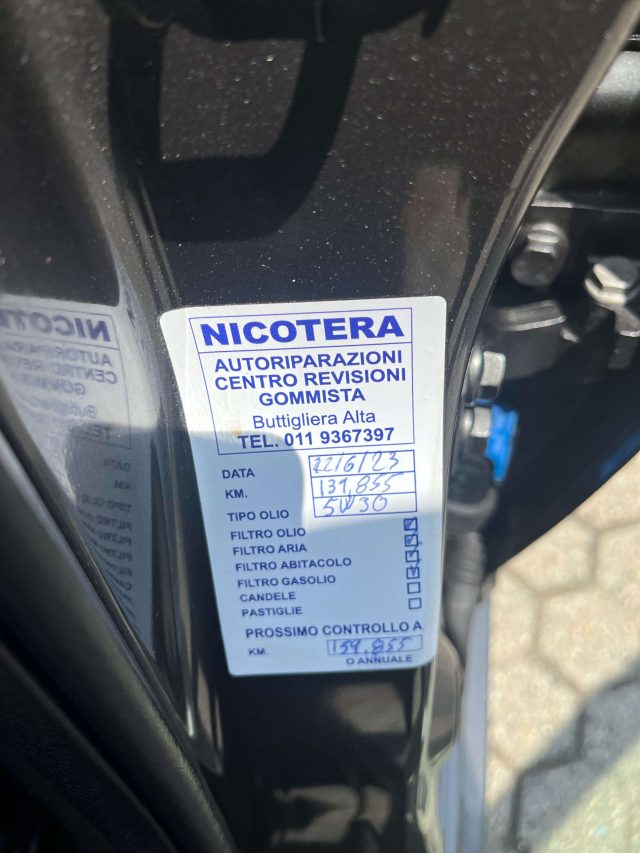 NICOTERA
AUTORIPARAZIONI
CENTRO REVISIONI
GOMMISTA
Buttigliera Alta
TEL. 011 9367397
DATA 22/6/23
KM. 139.855
TIPO OLIO 5W30
FILTRO OLIO
FILTRO ARIA
FILTRO ABITACOLO
FILTRO GASOLIO
CANDELE
PASTIGLIE
PROSSIMO CONTROLLO A
KM. 159.855
O ANNUALE